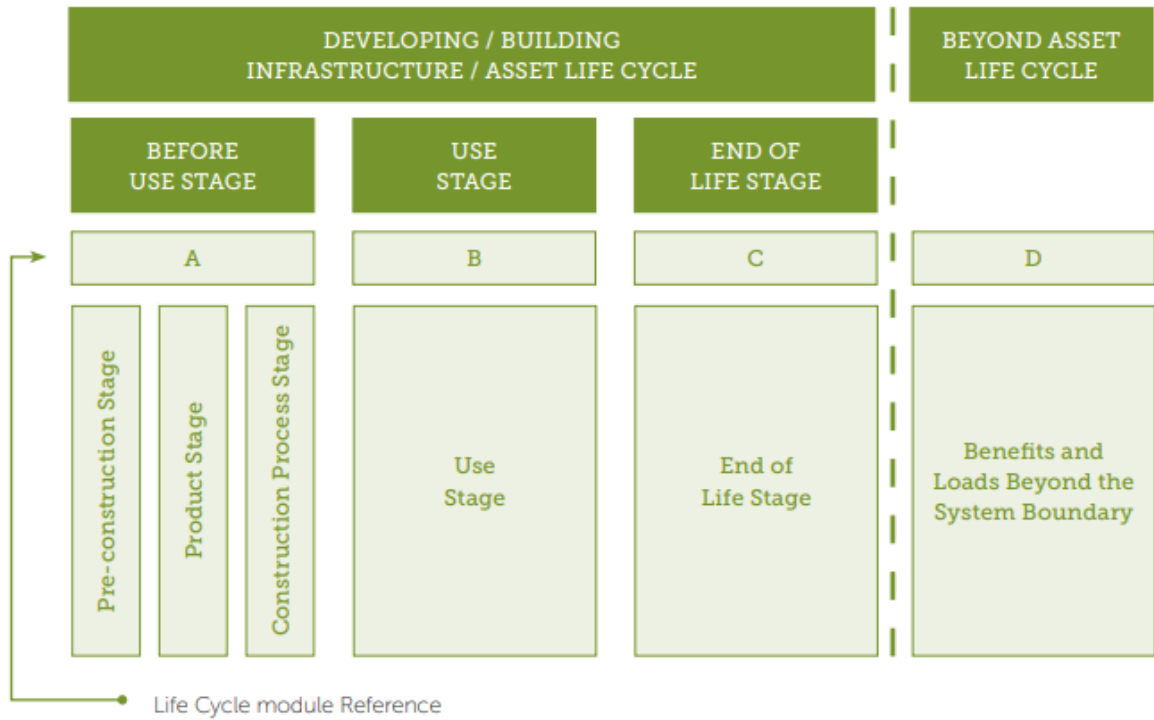 DEVELOPING / BUILDING
INFRASTRUCTURE / ASSET LIFE CYCLE
BEYOND ASSET
LIFE CYCLE
BEFORE
USE STAGE
USE
STAGE
END OF
LIFE STAGE
A
B
C
D
Pre-construction Stage
Product Stage
Construction Process Stage
Use
Stage
End of
Life Stage
Benefits and
Loads Beyond the
System Boundary
Life Cycle module Reference